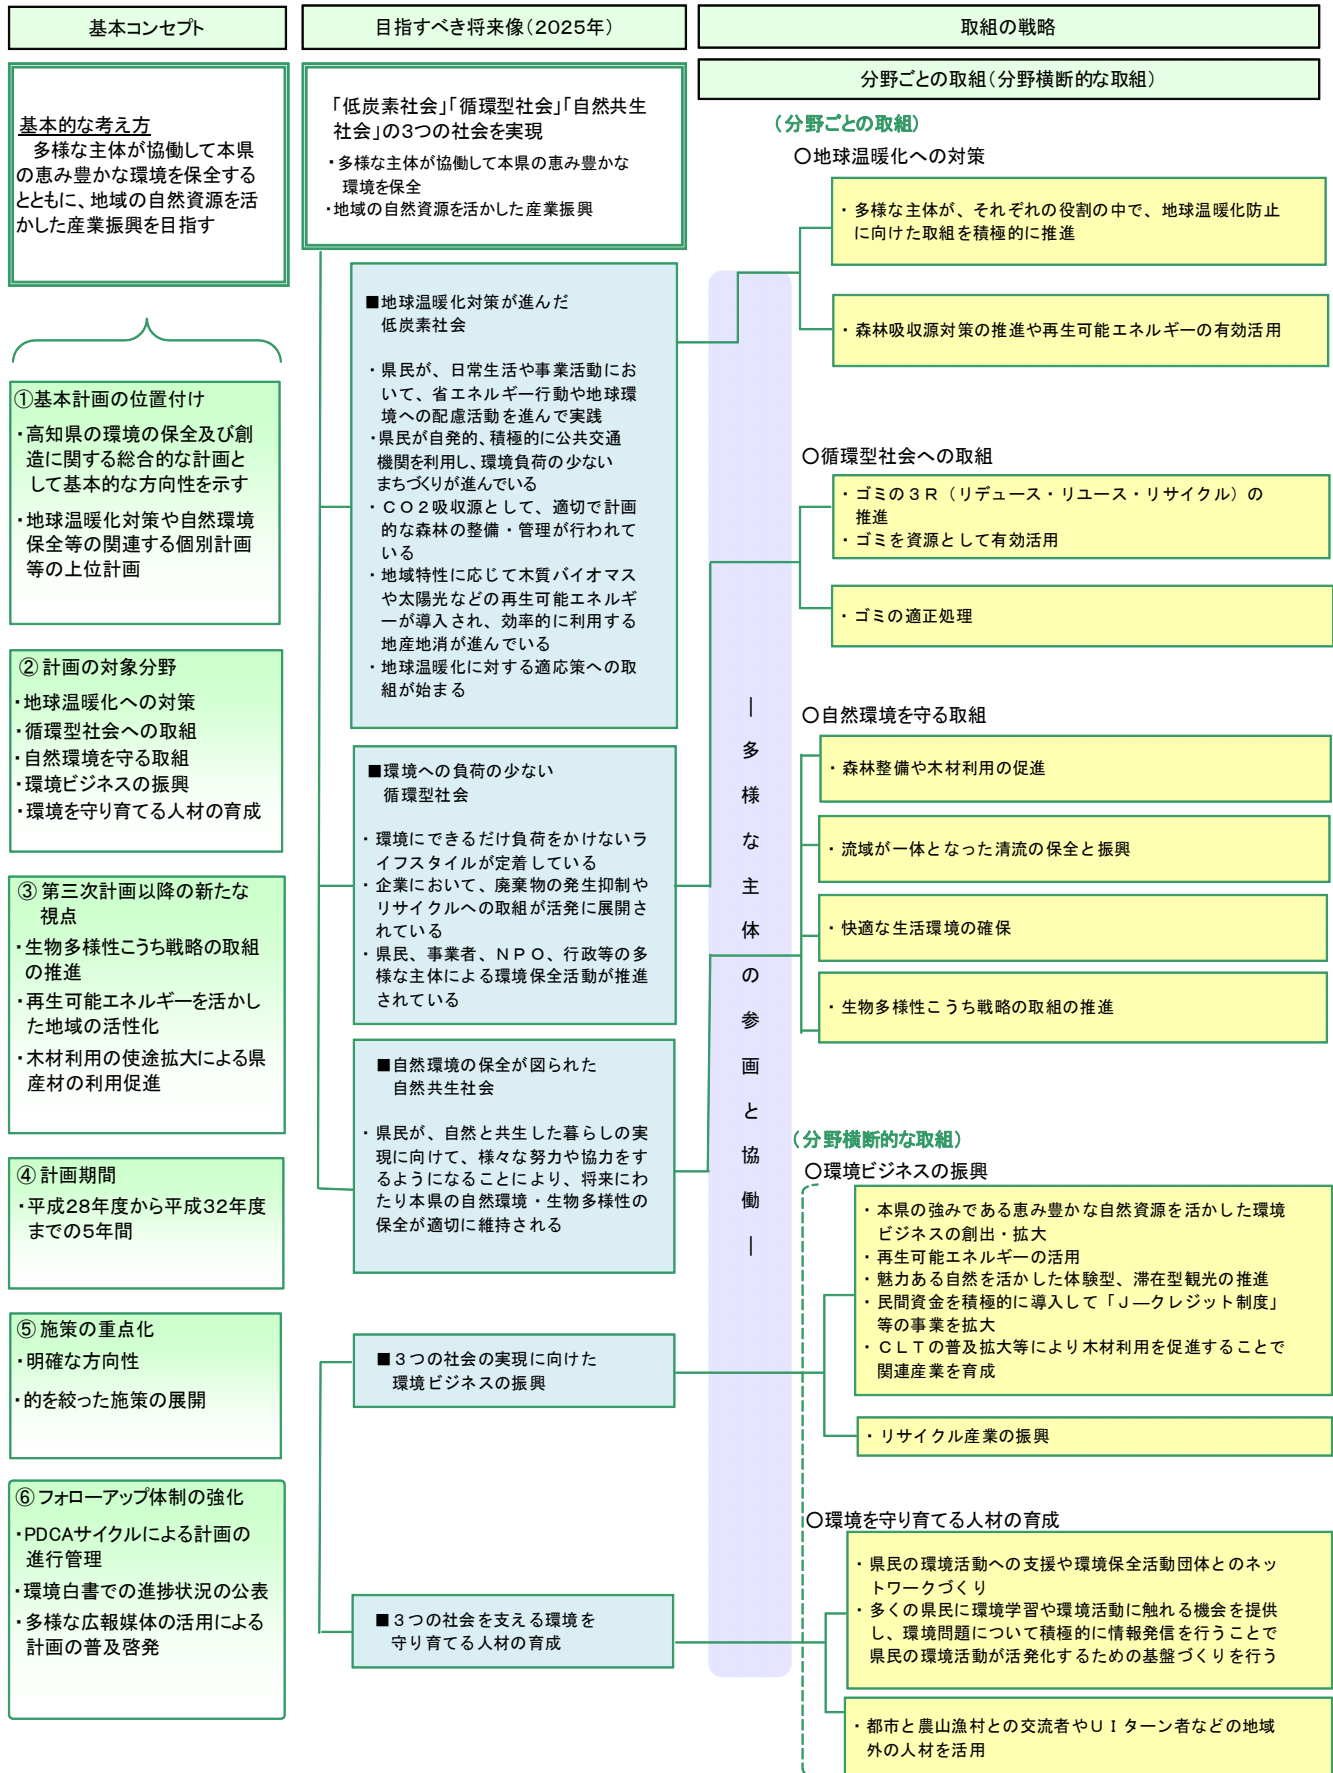 基本コンセプト
基本的な考え方
多様な主体が協働して本県
の恵み豊かな環境を保全する
とともに、地域の自然資源を活
かした産業振興を目指す
①基本計画の位置付け
・高知県の環境の保全及び創
造に関する総合的な計画と
して基本的な方向性を示す
・地球温暖化対策や自然環境
保全等の関連する個別計画
等の上位計画
②計画の対象分野
・地球温暖化への対策
・循環型社会への取組
・自然環境を守る取組
・環境ビジネスの振興
・環境を守り育てる人材の育成
③第三次計画以降の新たな
視点
・生物多様性こうち戦略の取組
の推進
・再生可能エネルギーを活かし
た地域の活性化
・木材利用の使途拡大による県
産材の利用促進
④計画期間
・平成28年度から平成32年度
までの5年間
⑤施策の重点化
・明確な方向性
・的を絞った施策の展開
⑥フォローアップ体制の強化
・PDCAサイクルによる計画の
進行管理
・環境白書での進捗状況の公表
・多様な広報媒体の活用による
計画の普及啓発
目指すべき将来像(2025年)
「低炭素社会」「循環型社会」「自然共生
社会」の3つの社会を実現
・多様な主体が協働して本県の恵み豊かな
環境を保全
・地域の自然資源を活かした産業振興
■地球温暖化対策が進んだ
低炭素社会
・県民が、日常生活や事業活動にお
いて、省エネルギー行動や地球環
境への配慮活動を進んで実践
・県民が自発的、積極的に公共交通
機関を利用し、環境負荷の少ない
まちづくりが進んでいる
・CO2吸収源として、適切で計画
的な森林の整備・管理が行われて
いる
・地域特性に応じて木質バイオマス
や太陽光などの再生可能エネルギ
ーが導入され、効率的に利用する
地産地消が進んでいる
・地球温暖化に対する適応策への取
組が始まる
■環境への負荷の少ない
循環型社会
・環境にできるだけ負荷をかけないラ
イフスタイルが定着している
・企業において、廃棄物の発生抑制や
リサイクルへの取組が活発に展開さ
れている
・県民、事業者、NPO、行政等の多
様な主体による環境保全活動が推進
されている
■自然環境の保全が図られた
自然共生社会
・県民が、自然と共生した暮らしの実
現に向けて、様々な努力や協力をす
るようになることにより、将来にわ
たり本県の自然環境・生物多様性の
保全が適切に維持される
■3つの社会の実現に向けた
環境ビジネスの振興
■3つの社会を支える環境を
守り育てる人材の育成
―多様な主体の参画と協働―
取組の戦略
分野ごとの取組(分野横断的な取組)
(分野ごとの取組)
○地球温暖化への対策
・多様な主体が、それぞれの役割の中で、地球温暖化防止
に向けた取組を積極的に推進
・森林吸収源対策の推進や再生可能エネルギーの有効活用
○循環型社会への取組
・ゴミの3R(リデュース・リユース・リサイクル)の
推進
・ゴミを資源として有効活用
・ゴミの適正処理
○自然環境を守る取組
・森林整備や木材利用の促進
・流域が一体となった清流の保全と振興
・快適な生活環境の確保
・生物多様性こうち戦略の取組の推進
(分野横断的な取組)
○環境ビジネスの振興
・本県の強みである恵み豊かな自然資源を活かした環境
ビジネスの創出・拡大
・再生可能エネルギーの活用
・魅力ある自然を活かした体験型、滞在型観光の推進
・民間資金を積極的に導入して「J―クレジット制度」
等の事業を拡大
・CLTの普及拡大等により木材利用を促進することで
関連産業を育成
・リサイクル産業の振興
○環境を守り育てる人材の育成
・県民の環境活動への支援や環境保全活動団体とのネッ
トワークづくり
・多くの県民に環境学習や環境活動に触れる機会を提供
し、環境問題について積極的に情報発信を行うことで
県民の環境活動が活発化するための基盤づくりを行う
・都市と農山漁村との交流者やUIターン者などの地域
外の人材を活用